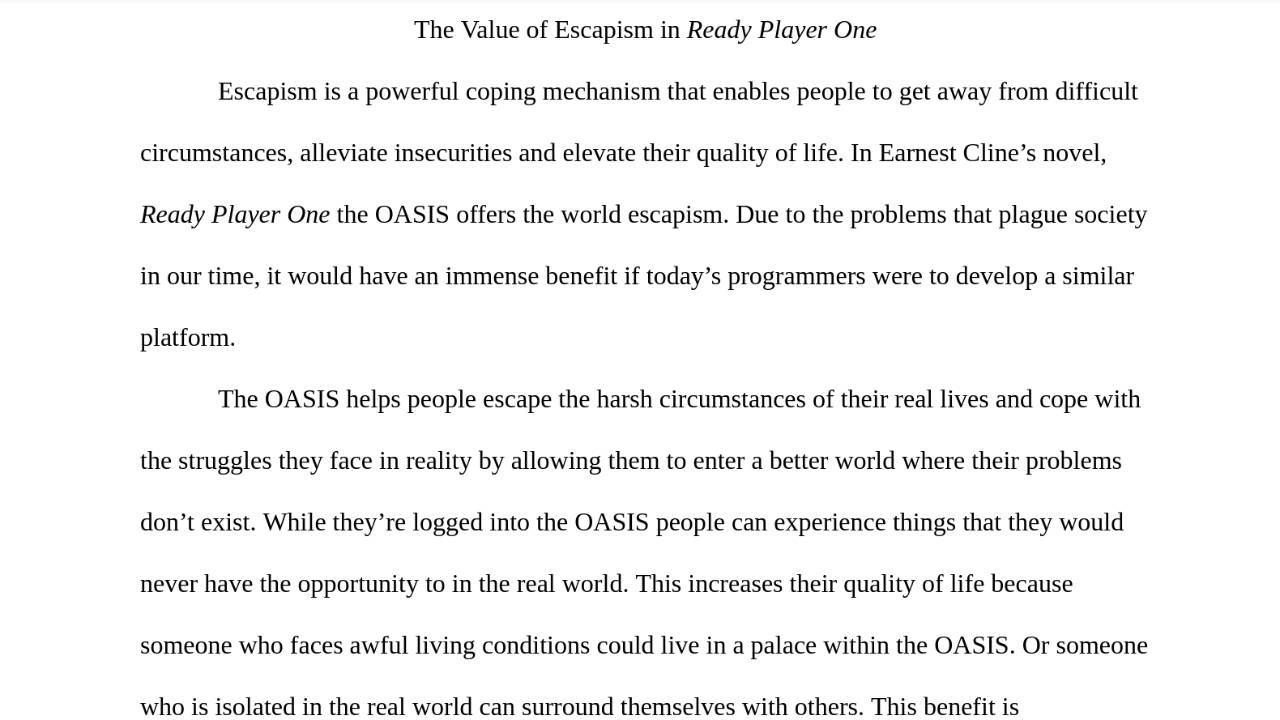 The Value of Escapism in Ready Player One
Escapism is a powerful coping mechanism that enables people to get away from difficult
circumstances, alleviate insecurities and elevate their quality of life. In Earnest Cline’s novel,
Ready Player One the OASIS offers the world escapism. Due to the problems that plague society
in our time, it would have an immense benefit if today’s programmers were to develop a similar
platform.
The OASIS helps people escape the harsh circumstances of their real lives and cope with
the struggles they face in reality by allowing them to enter a better world where their problems
don’t exist. While they’re logged into the OASIS people can experience things that they would
never have the opportunity to in the real world. This increases their quality of life because
someone who faces awful living conditions could live in a palace within the OASIS. Or someone
who is isolated in the real world can surround themselves with others. This benefit is